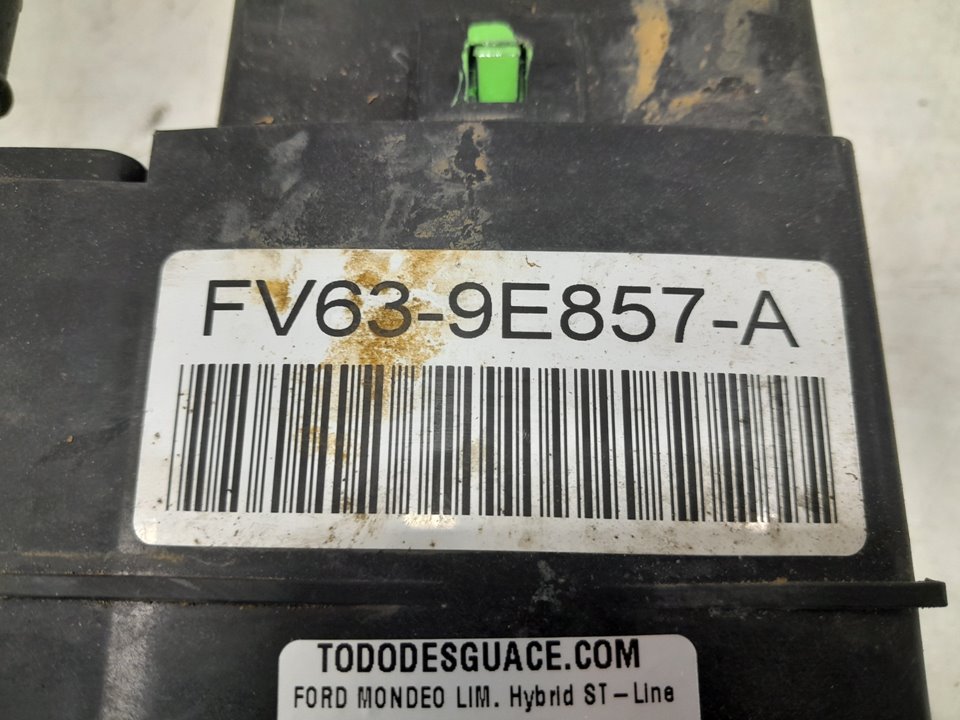 FV63-9E857-A
TODODESGUACE.COM
FORD MONDEO LIM. Hybrid ST-Line